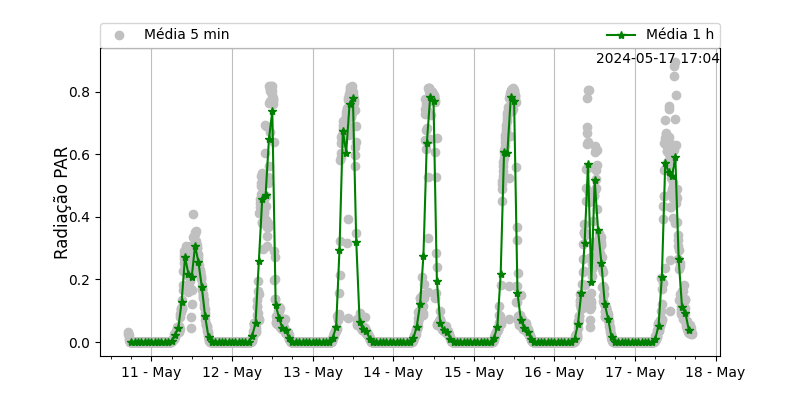 Média 5 min
Média 1 h
2024-05-17 17:04
Radiação PAR
0.8
0.6
0.4
0.2
0.0
11 - May
12 - May
13 - May
14 - May
15 - May
16 - May
17 - May
18 - May